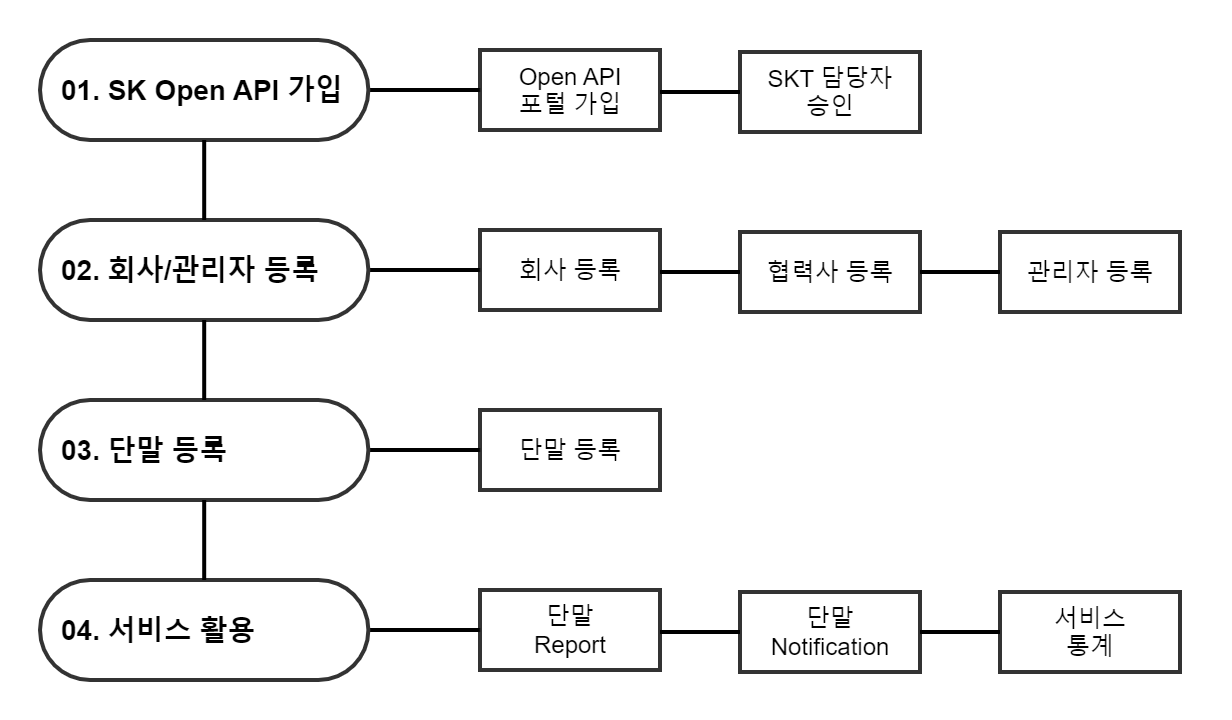 01. SK Open API 가입
Open API
포털 가입
SKT 담당자
승인
02. 회사/관리자 등록
회사 등록
협력사 등록
관리자 등록
03. 단말 등록
단말 등록
04. 서비스 활용
단말
Report
단말
Notification
서비스
통계